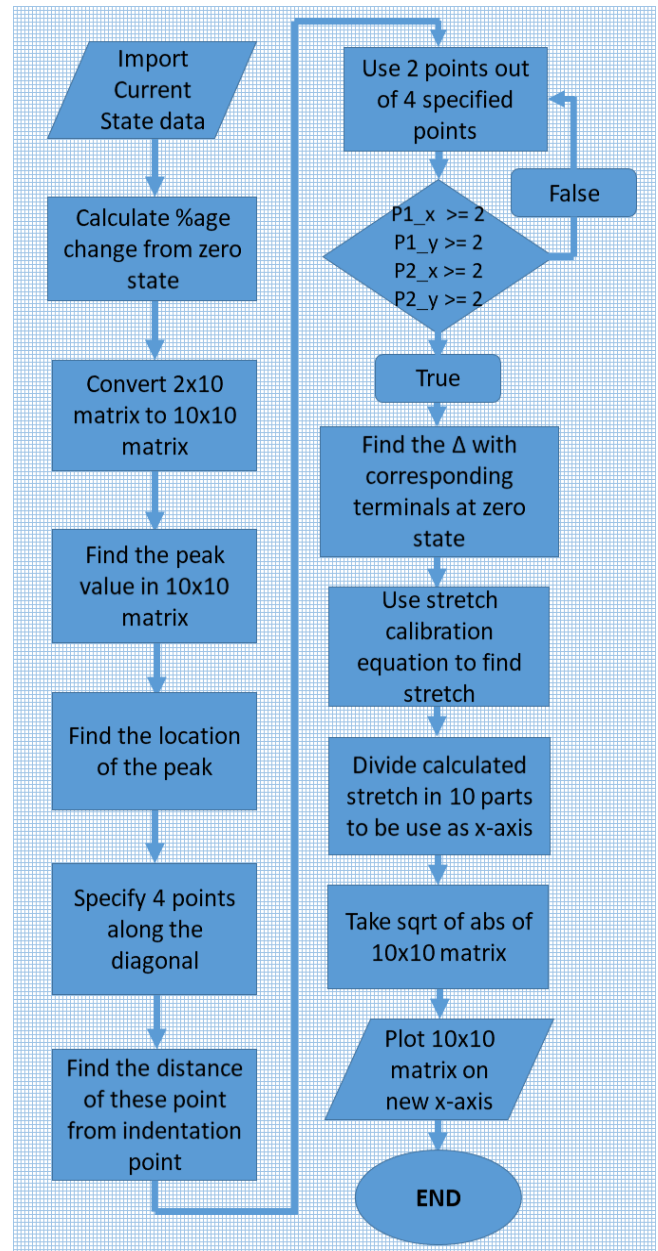 Import
Current
State data
Calculate %age
change from zero
state
Convert 2x10
matrix to 10x10
matrix
Find the peak
value in 10x10
matrix
Find the location
of the peak
Specify 4 points
along the
diagonal
Find the distance
of these point
from indentation
point
Use 2 points out
of 4 specified
points
False
P1_x >= 2
P1_y >= 2
P2_x >= 2
P2_y >= 2
True
Find the Δ with
corresponding
terminals at zero
state
Use stretch
calibration
equation to find
stretch
Divide calculated
stretch in 10 parts
to be use as x-axis
Take sqrt of abs of
10x10 matrix
Plot 10x10
matrix on
new x-axis
END